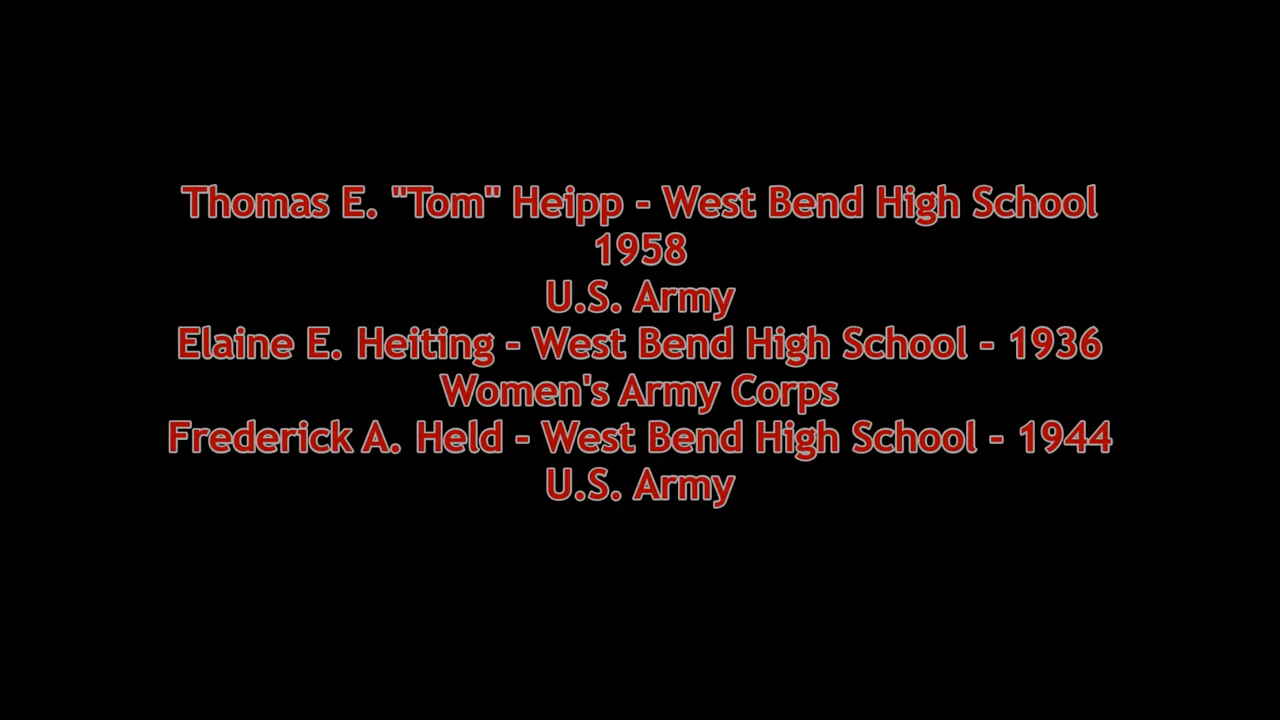 Thomas E. "Tom" Heipp - West Bend High School
1958
U.S. Army
Elaine E. Heiting - West Bend High School - 1936
Women's Army Corps
Frederick A. Held - West Bend High School - 1944
U.S. Army